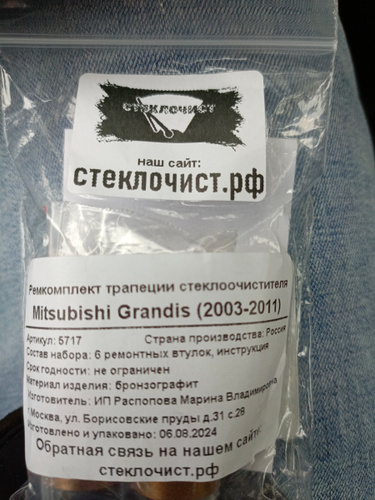 СТЕКЛОЧИСТ
наш сайт:
стеклочист.рф
Ремкомплект трапеции стеклоочистителя
Mitsubishi Grandis (2003-2011)
Артикул: 5717 Страна производства: Россия
Состав набора: 6 ремонтных втулок, инструкция
Срок годности: не ограничен
Материал изделия: бронзографит
Изготовитель: ИП Распопова Марина Владимировна
г.Москва, ул. Борисовские пруды д.31 с.28
Изготовлено и упаковано: 06.08.2024
Обратная связь на нашем сайте:
стеклочист.рф